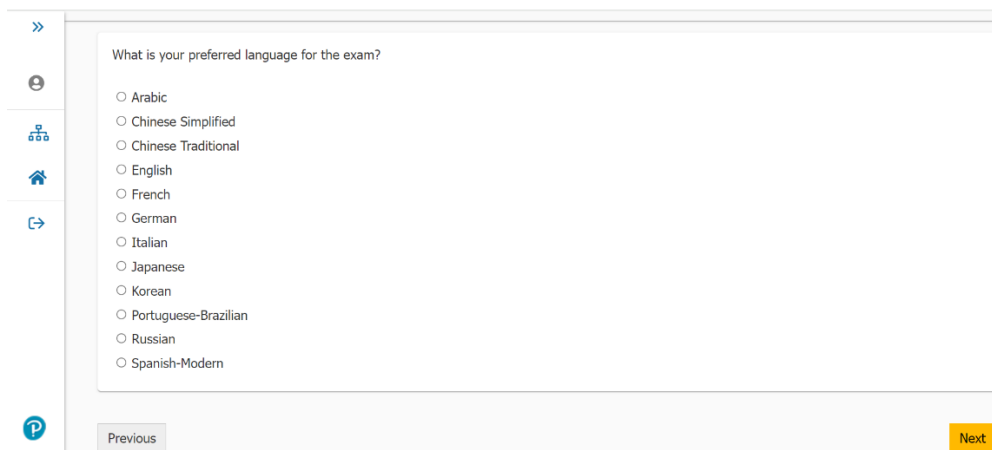 What is your preferred language for the exam?
Arabic
Chinese Simplified
Chinese Traditional
English
French
German
Italian
Japanese
Korean
Portuguese-Brazilian
Russian
Spanish-Modern
Previous
Next